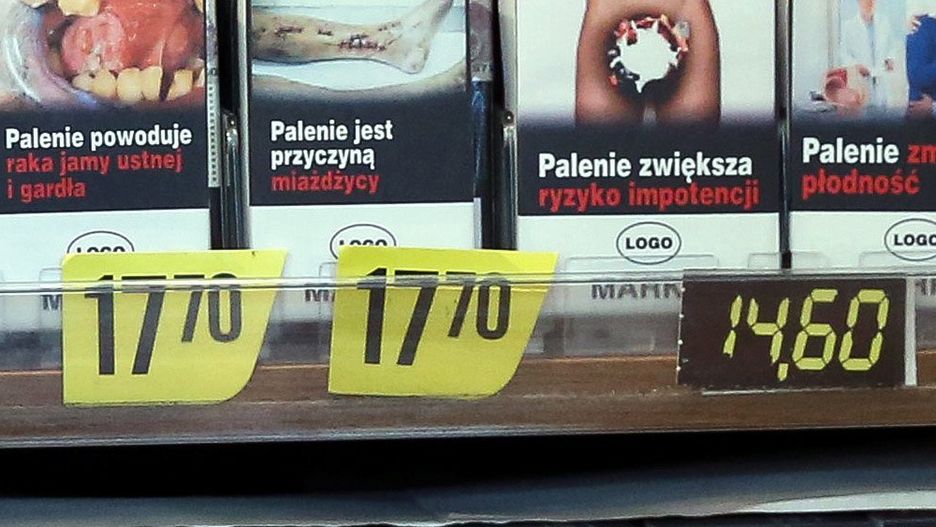 Palenie powoduje
raka jamy ustnej
i gardła
Palenie jest
przyczyną
miażdżycy
Palenie zwiększa
ryzyko impotencji
Palenie
płodność
LOGO
LOGO
LOGO
LOGO
17 70
17 70
14,60